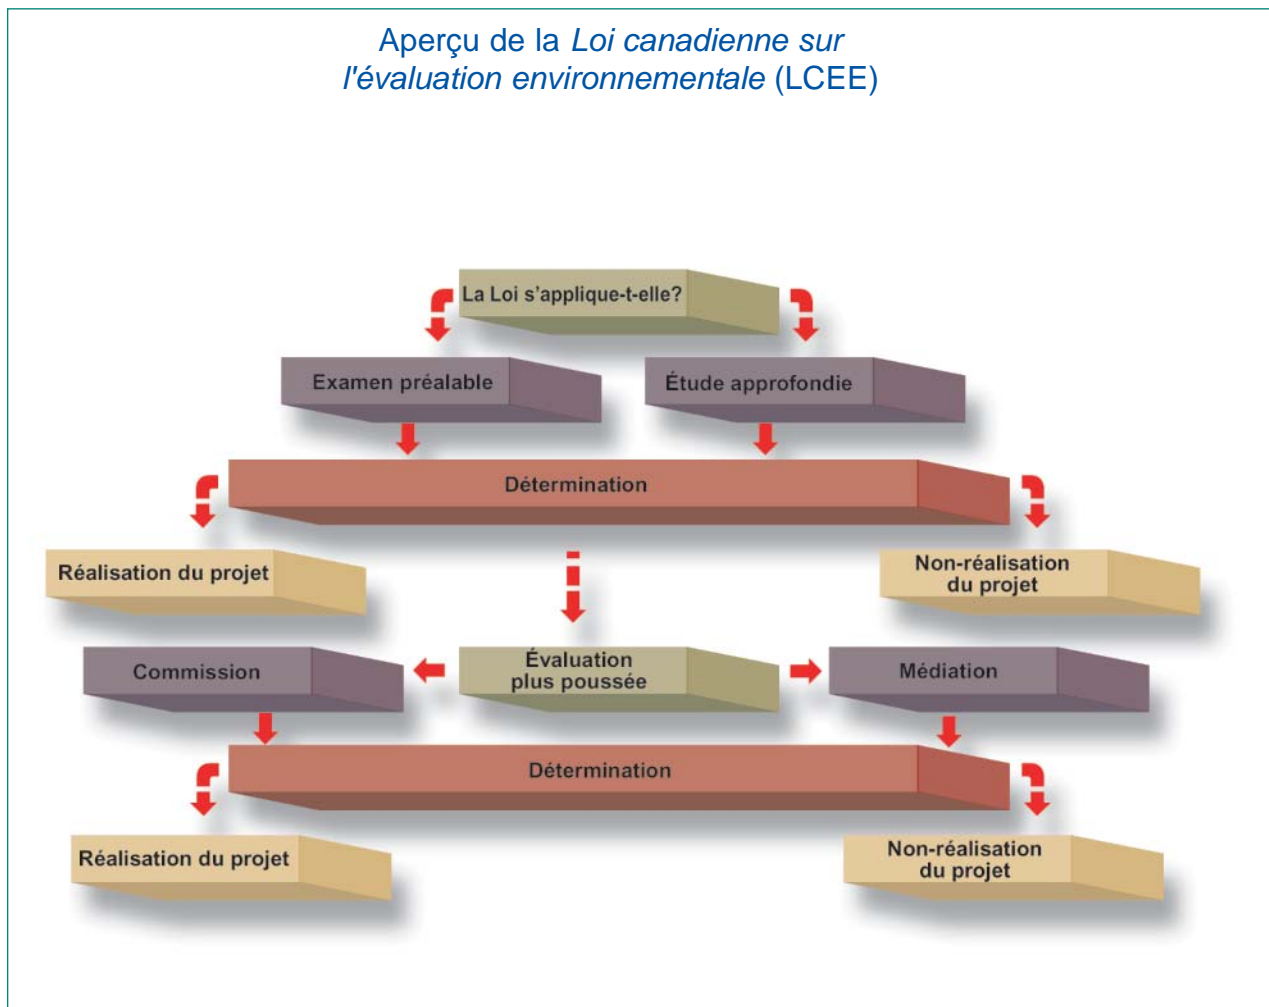 Aperçu de la Loi canadienne sur
l'évaluation environnementale (LCEE)
La Loi s'applique-t-elle?
Examen préalable
Étude approfondie
Détermination
Réalisation du projet
Non-réalisation
du projet
Commission
Évaluation
plus poussée
Médiation
Détermination
Réalisation du projet
Non-réalisation
du projet